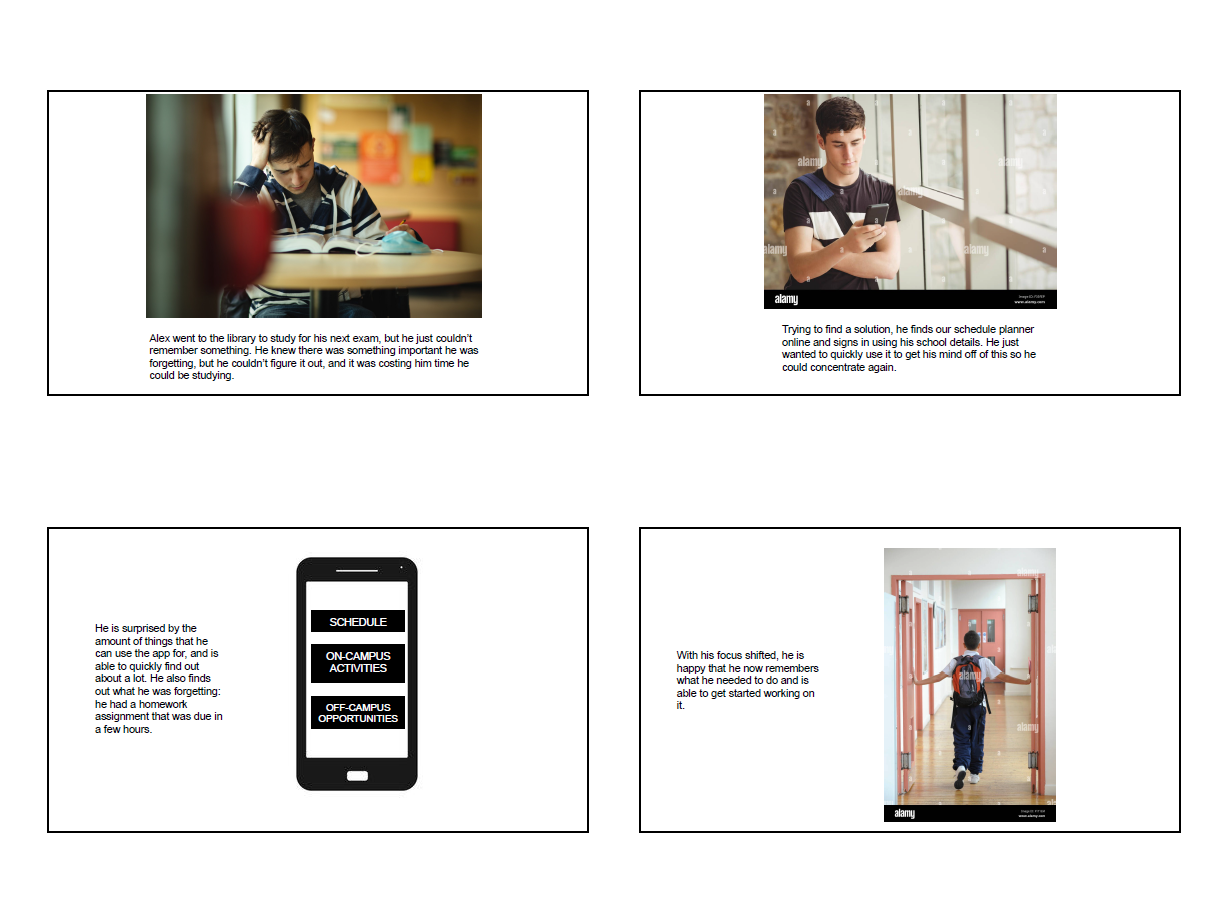 Alex went to the library to study for his next exam, but he just couldn't
remember something. He knew there was something important he was
forgetting, but he couldn't figure it out, and it was costing him time he
could be studying.
a
a
a
alamy
a
alamy
a
alamy
a
a
alamy
a
alamy
a
a
alamy
www.alamy.com
Trying to find a solution, he finds our schedule planner
online and signs in using his school details. He just
wanted to quickly use it to get his mind off of this so he
could concentrate again.
He is surprised by the
amount of things that he
can use the app for, and is
able to quickly find out
about a lot. He also finds
out what he was forgetting:
he had a homework
assignment that was due in
a few hours.
SCHEDULE
ON-CAMPUS
ACTIVITIES
OFF-CAMPUS
OPPORTUNITIES
With his focus shifted, he is
happy that he now remembers
what he needed to do and is
able to get started working on
it.
a
a
alamy
alamy
a
alamy
a
a
alamy
www.alamy.com